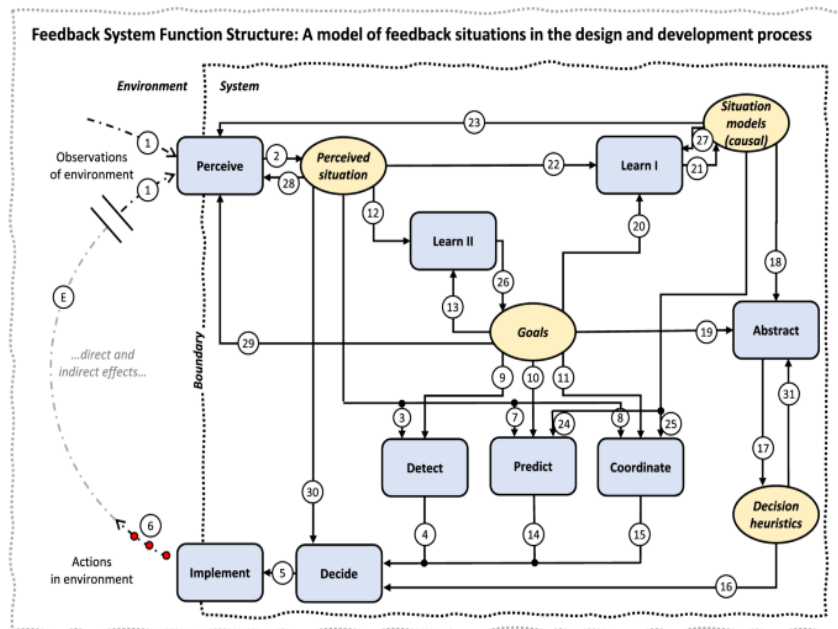 Feedback System Function Structure: A model of feedback situations in the design and development process
Environment
System
Situation
models
(causal)
23
1
Perceive
2
Perceived
situation
22
Learn I
27
21
Observations
of environment
28
1
12
20
Learn II
26
18
13
E
Goals
19
Abstract
29
Boundary
...direct and
indirect effects...
9
10
11
31
3
7
24
8
25
17
Detect
Predict
Coordinate
30
Decision
heuristics
6
4
14
15
Actions
in environment
Implement
5
Decide
16